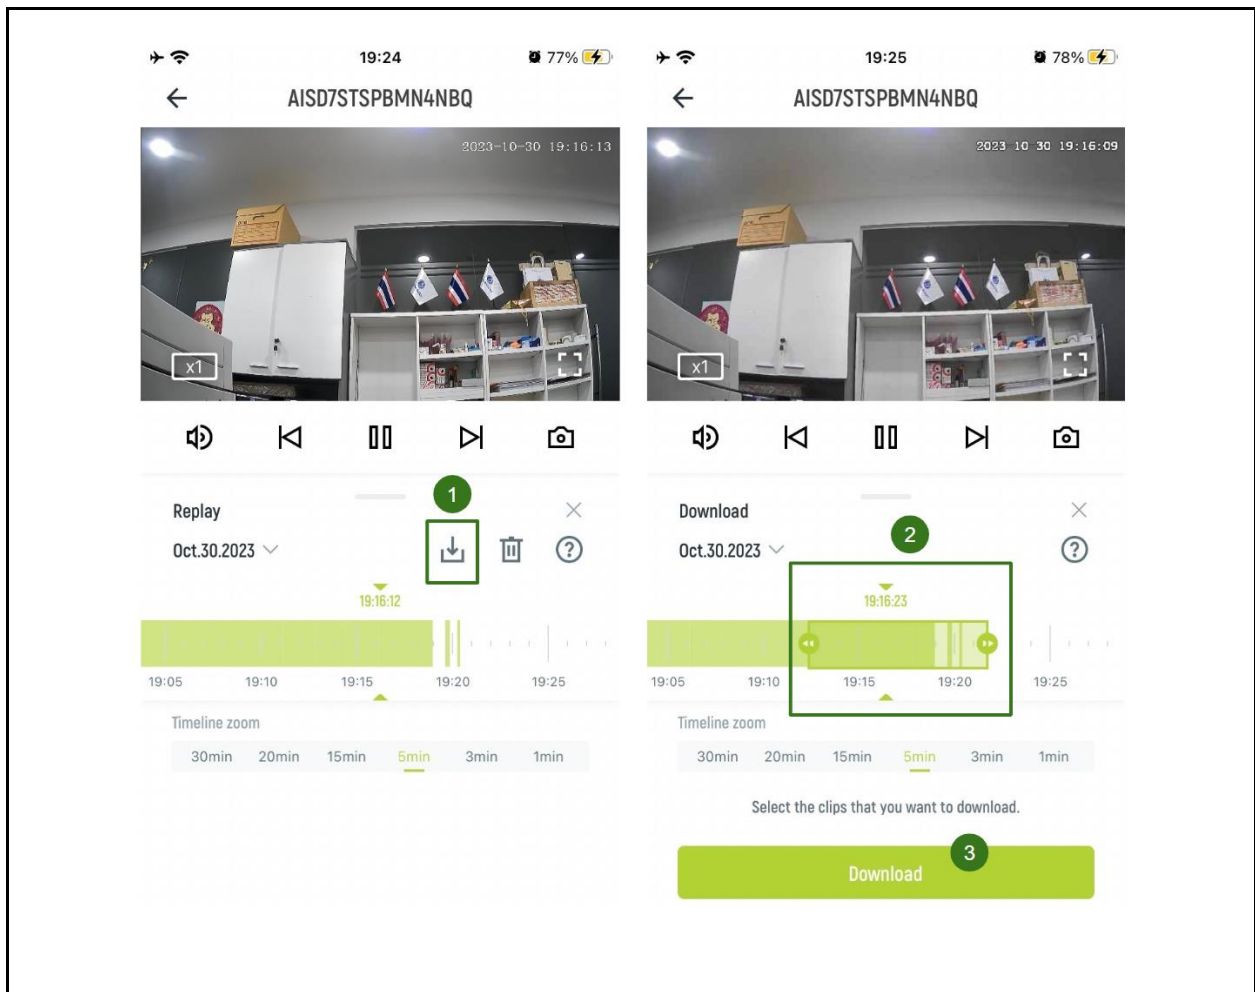 19:24
77%
AISD7STSPBMN4NBQ
2023-10-30 19:16:13
x1
1
Replay
Oct.30.2023
19:16:12
19:05 19:10 19:15 19:20 19:25
Timeline zoom
30min 20min 15min 5min 3min 1min
19:25
78%
AISD7STSPBMN4NBQ
2023-10-30 19:16:09
x1
Download
2
Oct.30.2023
19:16:23
19:05 19:10 19:15 19:20 19:25
Timeline zoom
30min 20min 15min 5min 3min 1min
Select the clips that you want to download.
3
Download